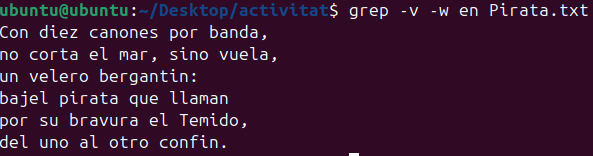 ubuntu@ubuntu:~/Desktop/activitat$ grep -v -w en Pirata.txt
Con diez canones por banda,
no corta el mar, sino vuela,
un velero bergantin:
bajel pirata que llaman
por su bravura el Temido,
del uno al otro confin.